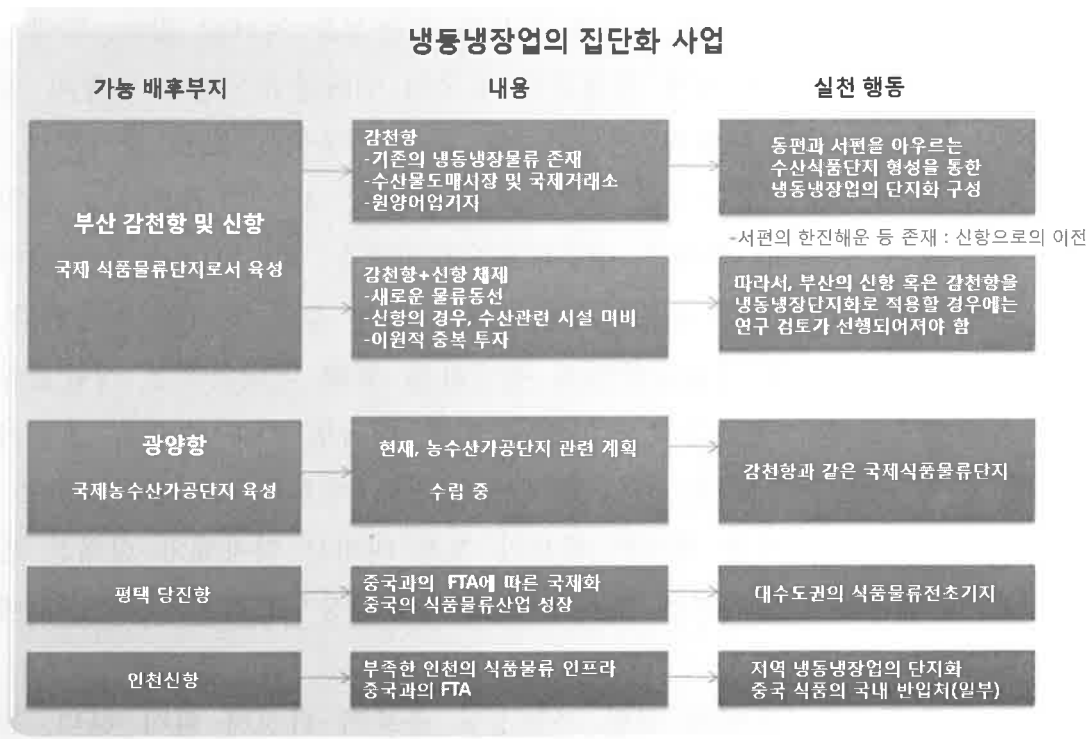 냉동냉장업의 집단화 사업
가능 배후부지
내용
실천 행동
부산 감천항 및 신항
국제 식품물류단지로서 육성
감천항
-기존의 냉동냉장물류 존재
-수산물도매시장 및 국제거래소
-원양어업기지
동편과 서편을 아우르는
수산식품단지 형성을 통한
냉동냉장업의 단지화 구성
-서편의 한진해운 등 존재 : 신항으로의 이전
감천항+신항 체제
-새로운 물류동선
-신항의 경우, 수산관련 시설 미비
-이원적 중복 투자
따라서, 부산의 신항 혹은 감천항을
냉동냉장단지화로 적용할 경우에는
연구 검토가 선행되어져야 함
광양항
국제농수산가공단지 육성
현재, 농수산가공단지 관련 계획
수립 중
감천항과 같은 국제식품물류단지
평택 당진항
중국과의 FTA에 따른 국제화
중국의 식품물류산업 성장
대수도권의 식품물류전초기지
인천신항
부족한 인천의 식품물류 인프라
중국과의 FTA
지역 냉동냉장업의 단지화
중국 식품의 국내 반입처(일부)